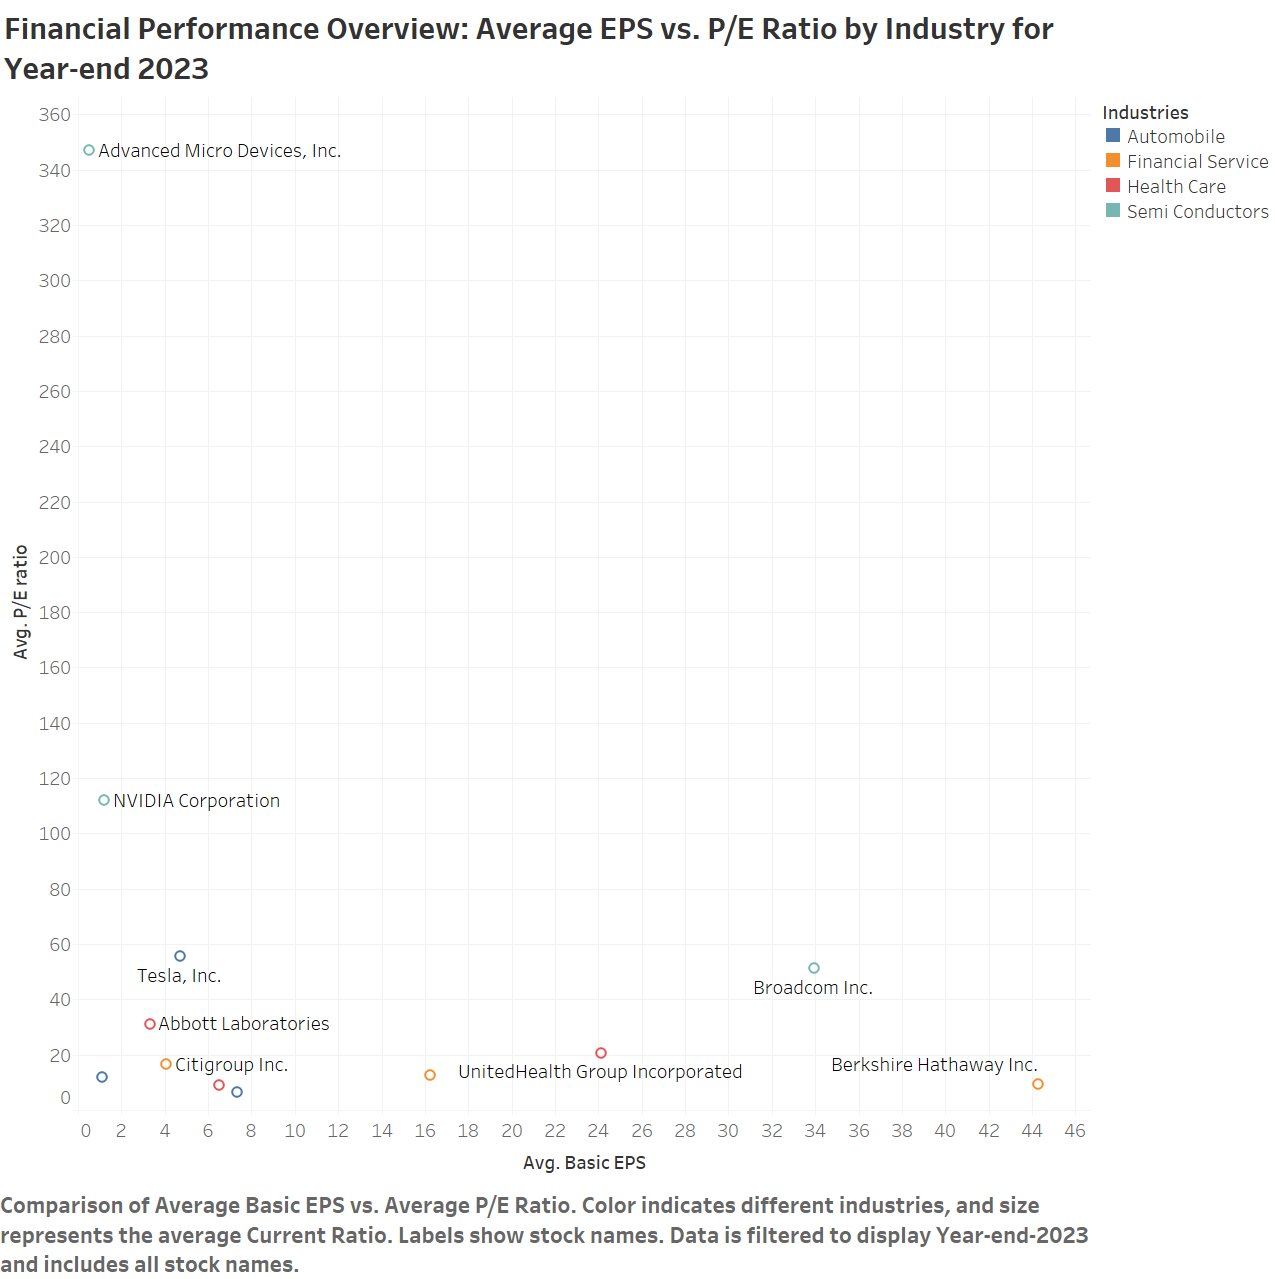 Financial Performance Overview: Average EPS vs. P/E Ratio by Industry for
Year-end 2023
Industries
Automobile
Financial Service
Health Care
Semi Conductors
Avg. P/E ratio
360
340
320
300
280
260
240
220
200
180
160
140
120
100
80
60
40
20
0
Advanced Micro Devices, Inc.
NVIDIA Corporation
Tesla, Inc.
Broadcom Inc.
Abbott Laboratories
Citigroup Inc.
UnitedHealth Group Incorporated
Berkshire Hathaway Inc.
0 2 4 6 8 10 12 14 16 18 20 22 24 26 28 30 32 34 36 38 40 42 44 46
Avg. Basic EPS
Comparison of Average Basic EPS vs. Average P/E Ratio. Color indicates different industries, and size
represents the average Current Ratio. Labels show stock names. Data is filtered to display Year-end-2023
and includes all stock names.